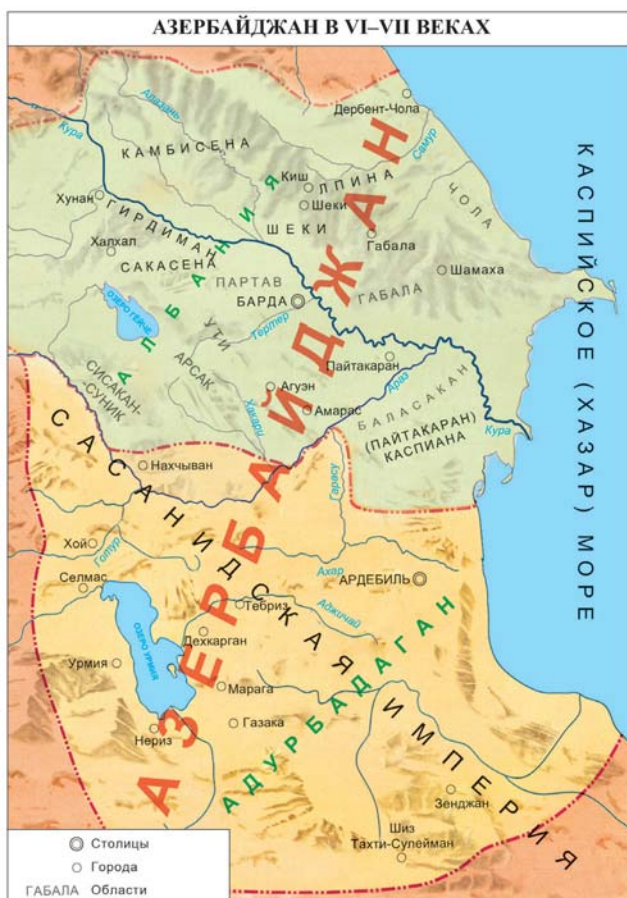 АЗЕРБАЙДЖАН В VI–VII ВЕКАХ
Дербент-Чола
Алазань
Кура
Самур
КАМБИСЕНА
Киш
ЛПИНА
ЧОЛА
Хунан
Шеки
ШЕКИ
ГИРДИМАН
Габала
Халхал
САКАСЕНА
Шамаха
ПАРТАВ
ГАБАЛА
БАРДА
ОЗЕРО ГЕЙЧЕ
УТИ
Тертер
АЛБАНИЯ
Пайтакаран
АРСАК
Араз
СИСАКАН-
-СУНИК
Агуэн
БАЛАСАКАН
Хакари
Амарас
(ПАЙТАКАРАН)
КАСПИАНА
Кура
КАСПИЙСКОЕ (ХАЗАР) МОРЕ
АЗЕРБАЙДЖАН
САСАНИДСКАЯ ИМПЕРИЯ
Нахчыван
Хой
Готур
Ахар
АРДЕБИЛЬ
Селмас
Тебриз
Аджичай
ОЗЕРО УРМИЯ
Дехкарган
Урмия
Марага
АДУРБАДАГАН
Газака
Нериз
Зенджан
Шиз
Тахти-Сулейман
Столицы
Города
ГАБАЛА Области